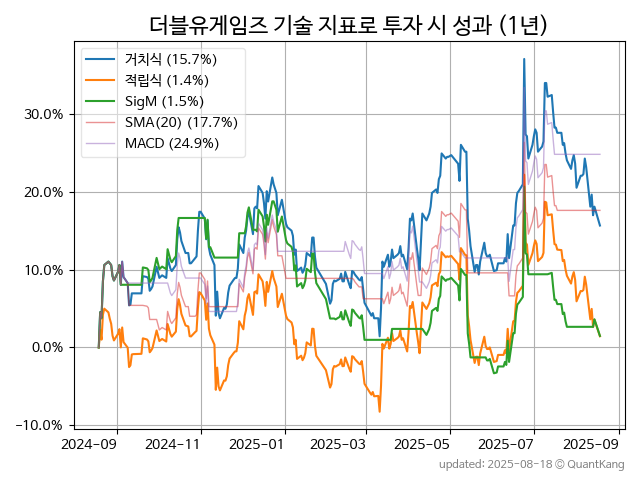 더블유게임즈 기술 지표로 투자 시 성과 (1년)
거치식 (15.7%)
적립식 (1.4%)
SigM (1.5%)
SMA(20) (17.7%)
MACD (24.9%)
30.0%
20.0%
10.0%
0.0%
−10.0%
2024−09 2024−11 2025−01 2025−03 2025−05 2025−07 2025−09
updated: 2025-08-18 © QuantKang